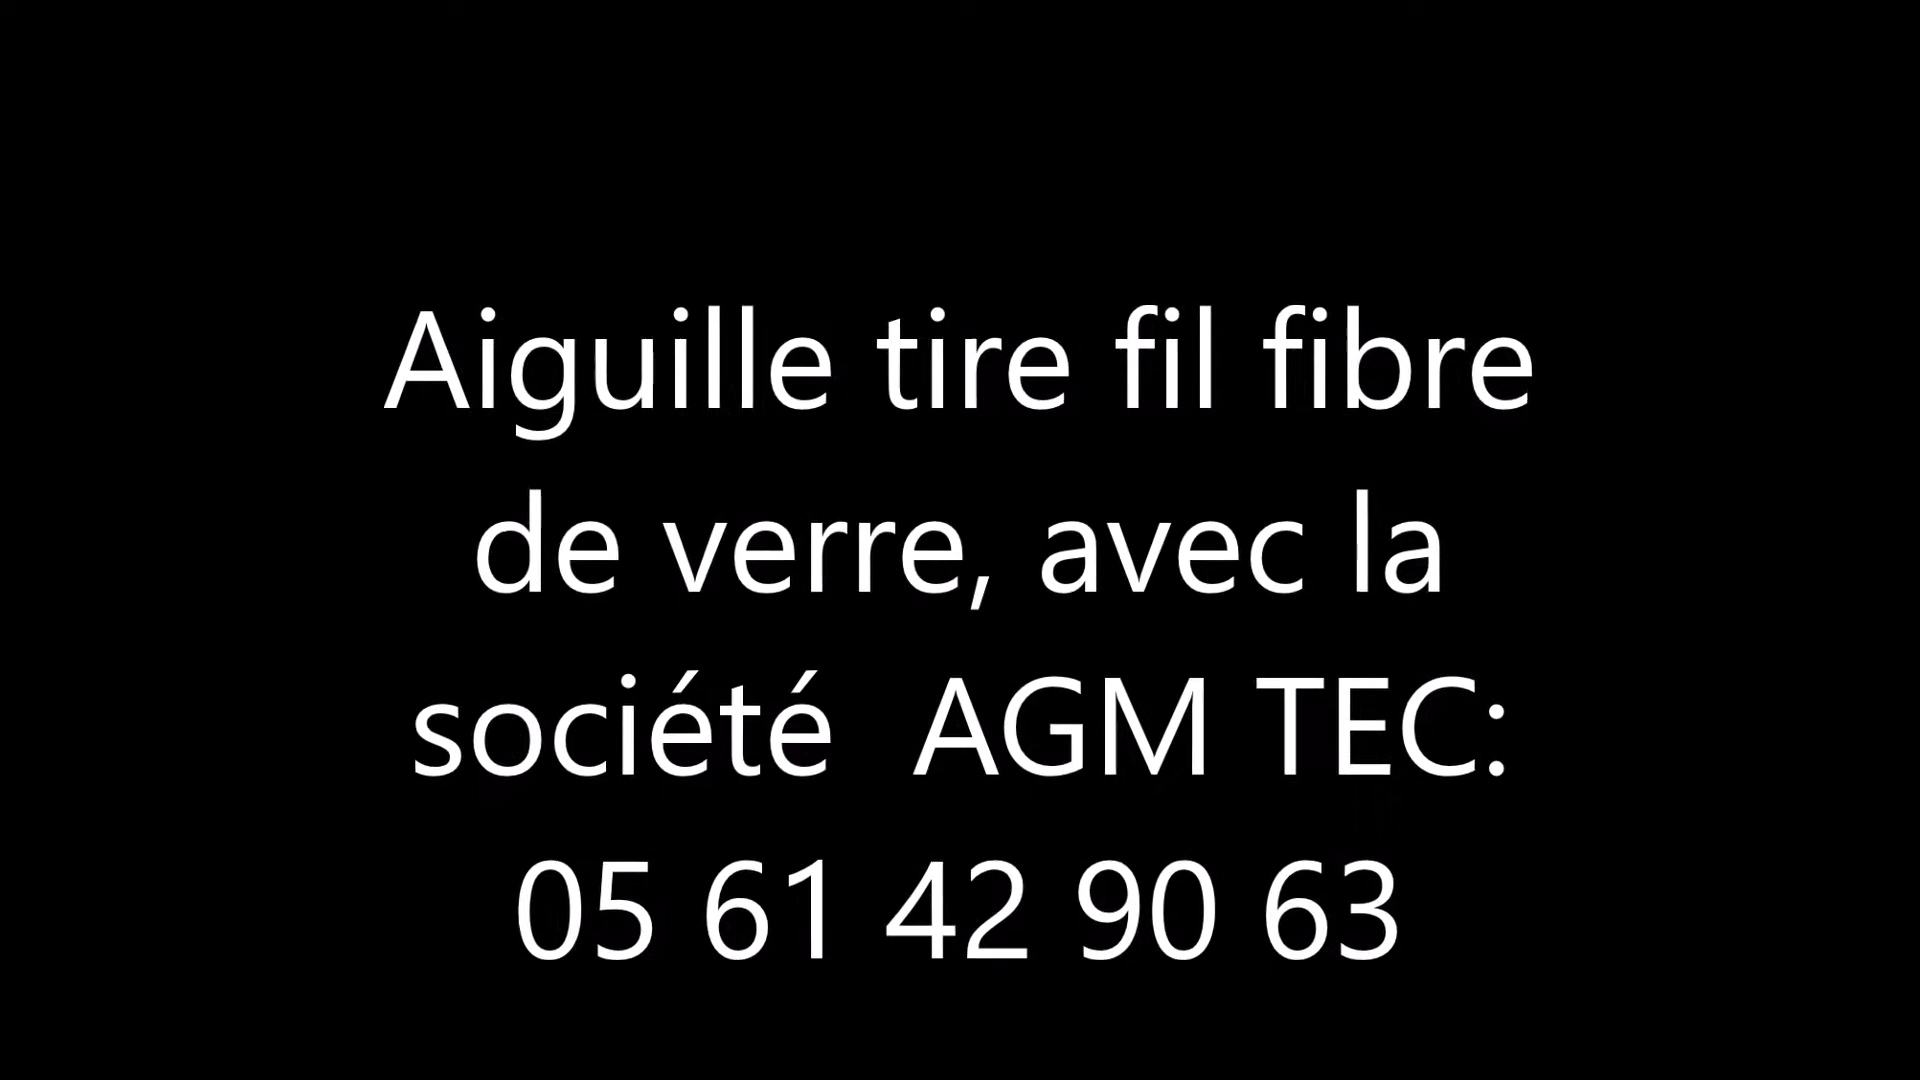 Aiguille tire fil fibre
de verre, avec la
société  AGM TEC:
05 61 42 90 63